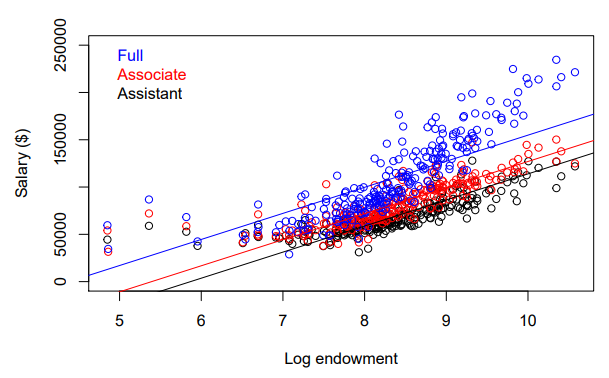 Full
Associate
Assistant
250000
150000
50000
0
Salary ($)
5 6 7 8 9 10
Log endowment